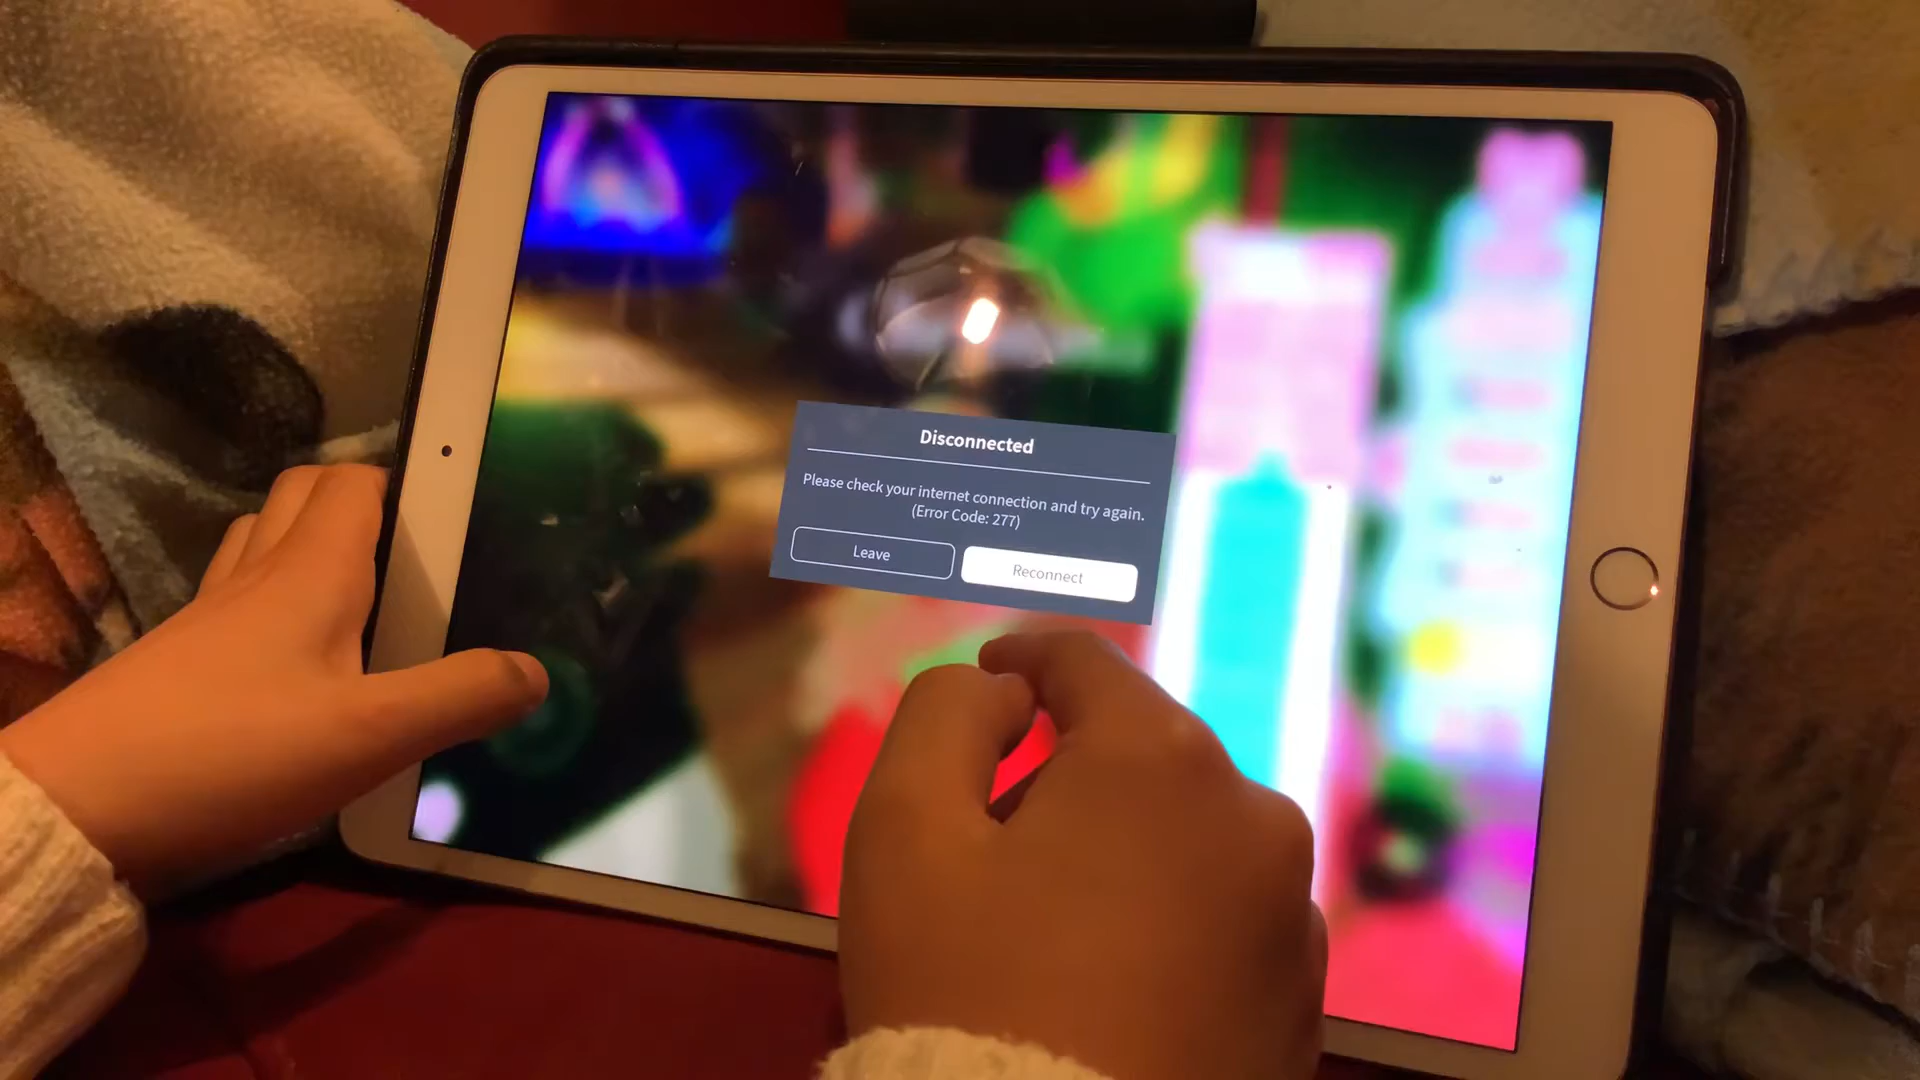 Disconnected
Please check your internet connection and try again.
(Error Code: 277)
Leave
Reconnect